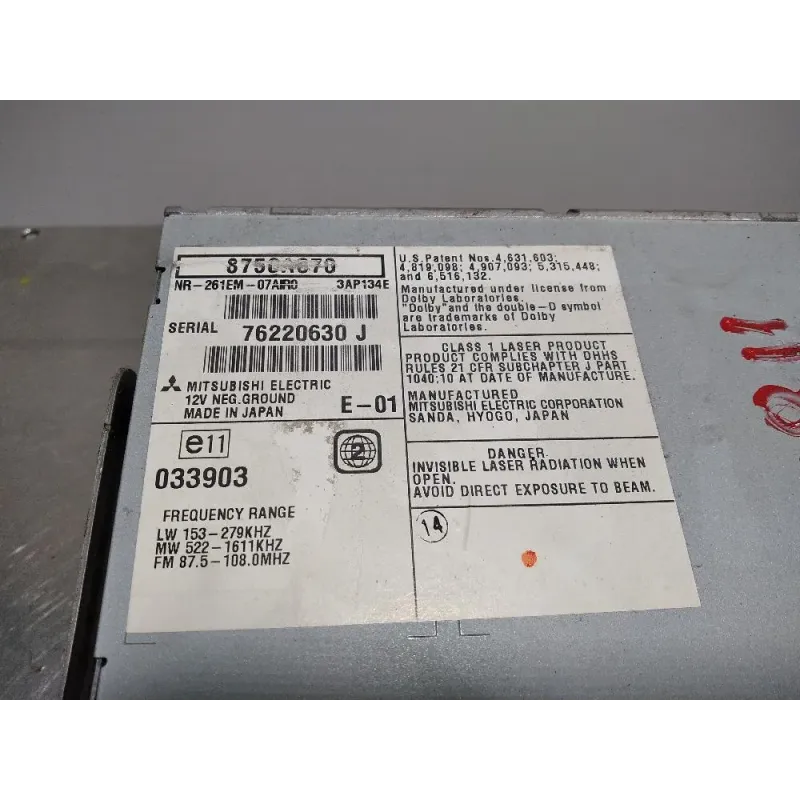 NR-261EM-07
3AP134E
SERIAL 76220630 J
MITSUBISHI ELECTRIC
12V NEG.GROUND
MADE IN JAPAN E-01
e11
2
033903
FREQUENCY RANGE
LW 153-279KHZ
MW 522-1611KHZ
FM 87.5-108.0MHZ
U.S.Patent Nos.4,631,603;
4,819,098; 4,907,093; 5,315,448;
and 6,516,132.
Manufactured under license from
Dolby Laboratories.
"Dolby"and the double-D symbol
are trademarks of Dolby
Laboratories.
CLASS 1 LASER PRODUCT
PRODUCT COMPLIES WITH DHHS
RULES 21 CFR SUBCHAPTER J PART
1040:10 AT DATE OF MANUFACTURE.
MANUFACTURED
MITSUBISHI ELECTRIC CORPORATION
SANDA, HYOGO, JAPAN
DANGER
INVISIBLE LASER RADIATION WHEN
OPEN.
AVOID DIRECT EXPOSURE TO BEAM.
14